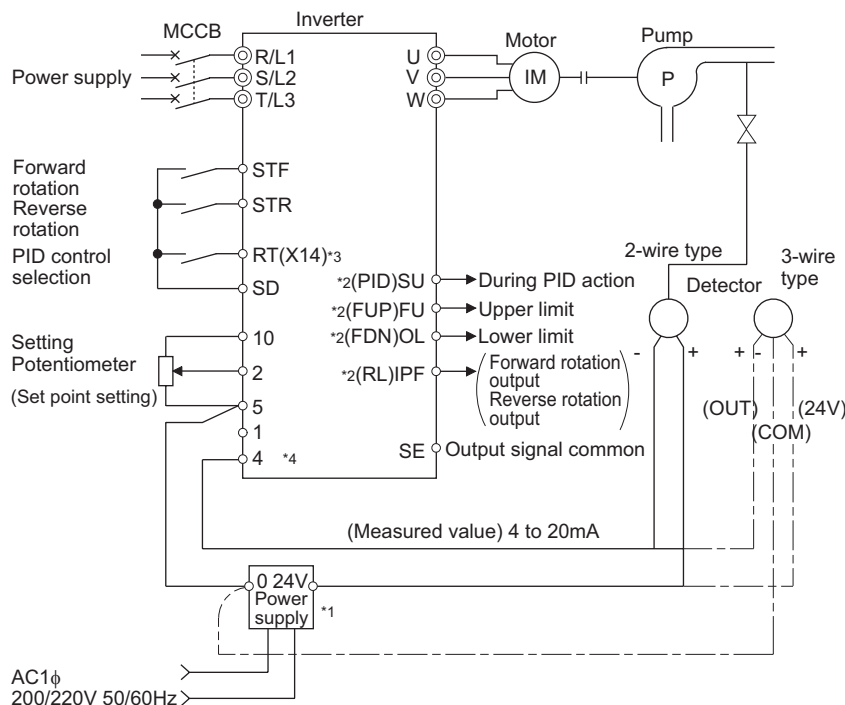 Inverter
MCCB
R/L1
S/L2
T/L3
Power supply
U
V
W
Motor
IM
Pump
P
Forward
rotation
Reverse
rotation
PID control
selection
STF
STR
RT(X14)*3
SD
Setting
Potentiometer
(Set point setting)
10
2
5
1
4 *4
*2(PID)SU
During PID action
*2(FUP)FU
Upper limit
*2(FDN)OL
Lower limit
*2(RL)IPF
(Forward rotation
output
Reverse rotation
output)
SE
Output signal common
2-wire type
3-wire
type
Detector
- +
+ - +
(OUT)
(24V)
(COM)
(Measured value) 4 to 20mA
0 24V
Power
supply
*1
AC1ϕ
200/220V 50/60Hz